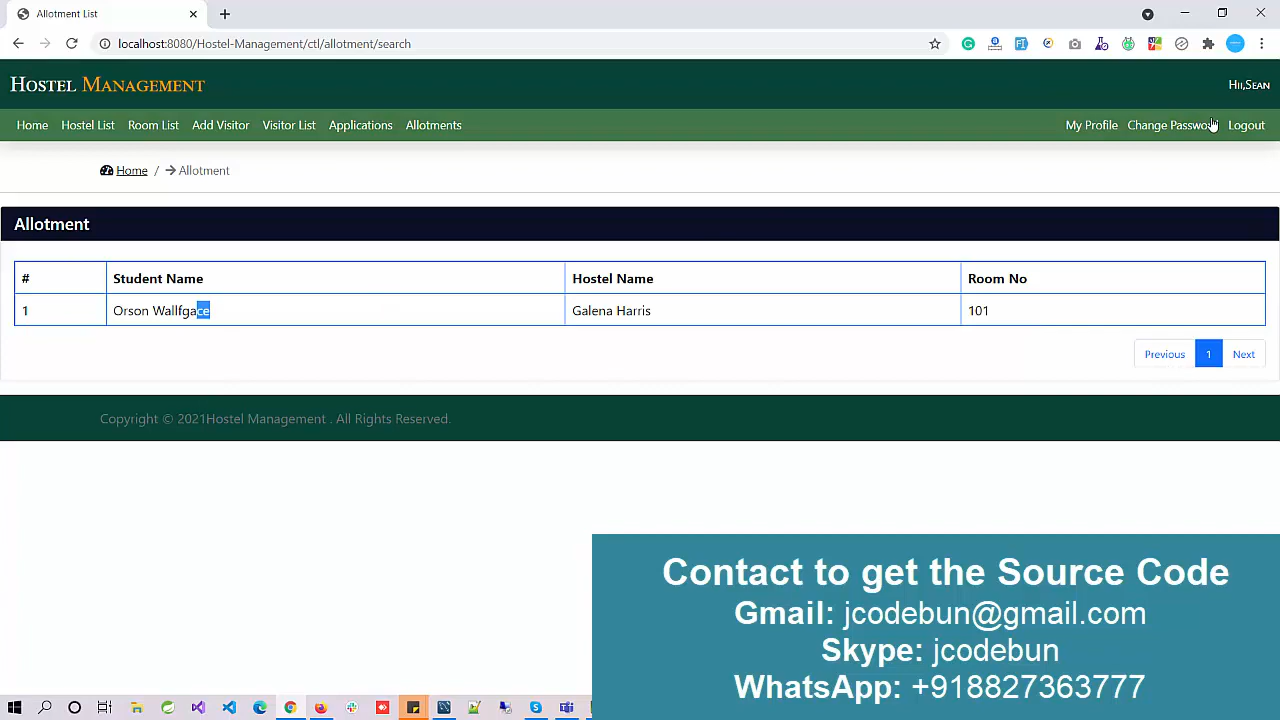 Allotment List
localhost:8080/Hostel-Management/ctl/allotment/search
HOSTEL MANAGEMENT
HII,SEAN
Home Hostel List Room List Add Visitor Visitor List Applications Allotments My Profile Change Password Logout
Home / Allotment
Allotment
# Student Name Hostel Name Room No
1 Orson Wallfgace Galena Harris 101
Previous 1 Next
Copyright © 2021Hostel Management . All Rights Reserved.
Contact to get the Source Code
Gmail: jcodebun@gmail.com
Skype: jcodebun
WhatsApp: +918827363777